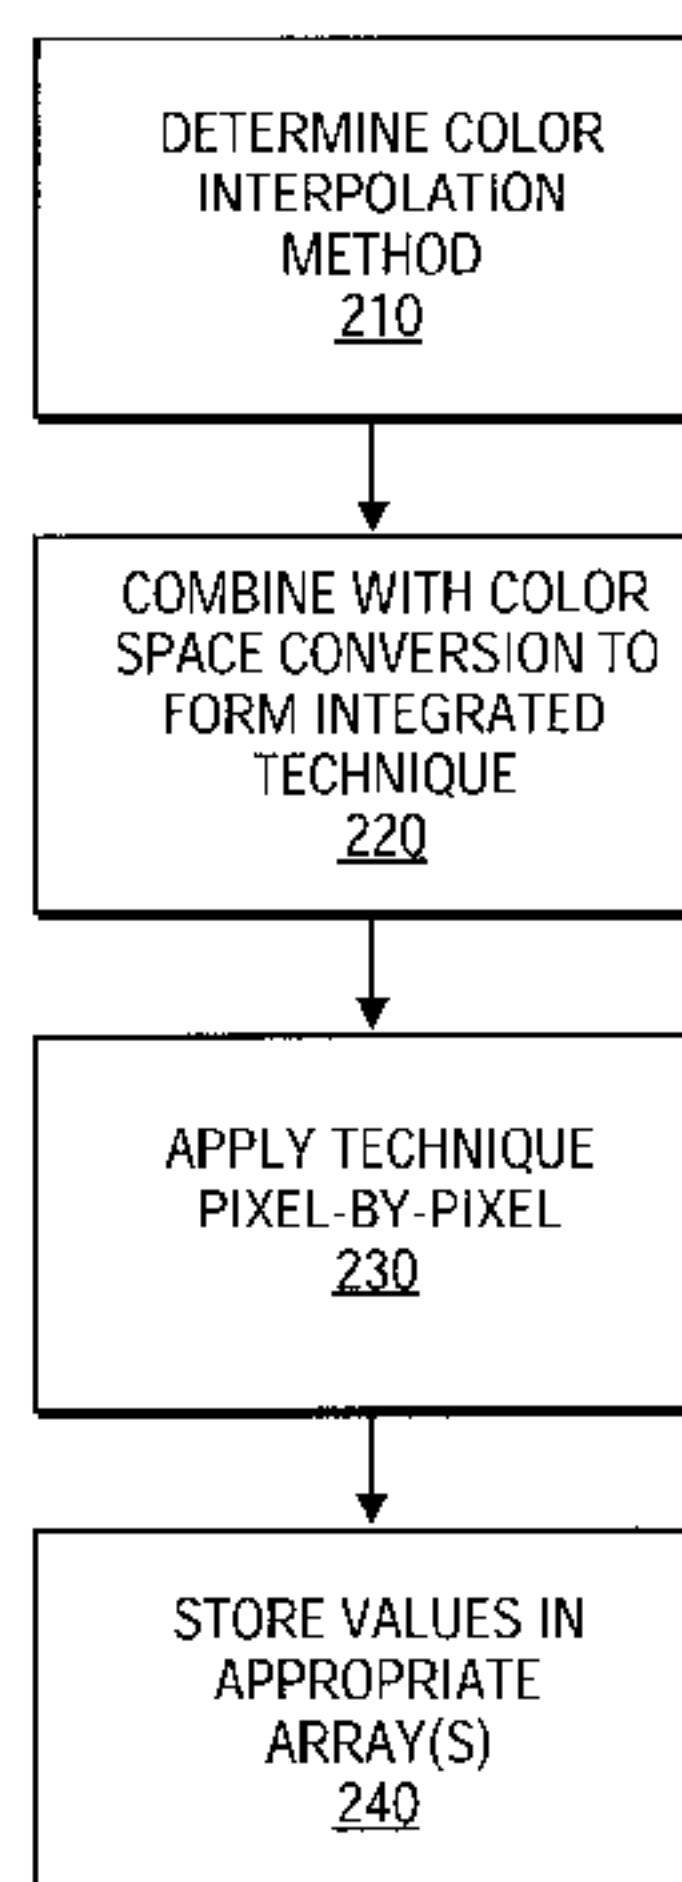 DETERMINE COLOR
INTERPOLATION
METHOD
210
COMBINE WITH COLOR
SPACE CONVERSION TO
FORM INTEGRATED
TECHNIQUE
220
APPLY TECHNIQUE
PIXEL-BY-PIXEL
230
STORE VALUES IN
APPROPRIATE
ARRAY(S)
240